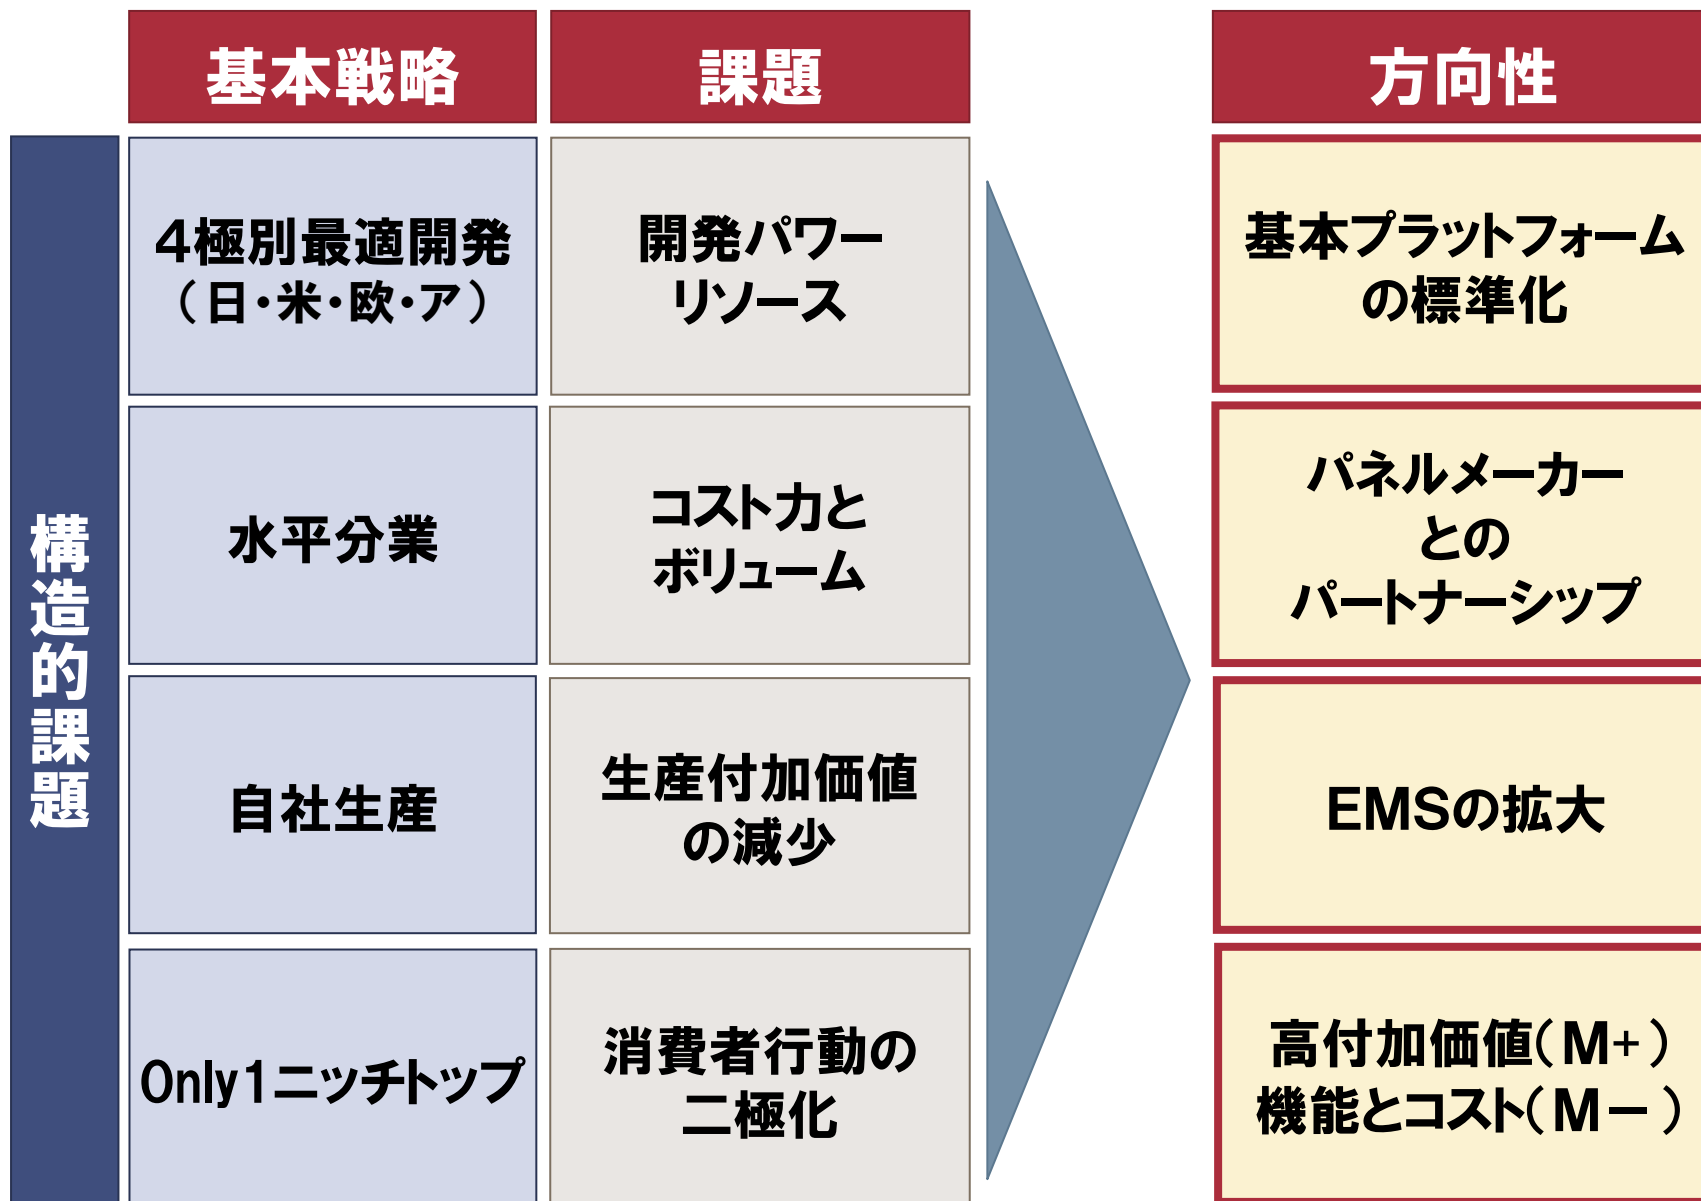 基本戦略
課題
方向性
構造的課題
４極別最適開発
（日・米・欧・ア）
開発パワー
リソース
基本プラットフォーム
の標準化
水平分業
コスト力と
ボリューム
パネルメーカー
との
パートナーシップ
自社生産
生産付加価値
の減少
EMSの拡大
Only１ニッチトップ
消費者行動の
二極化
高付加価値（M+）
機能とコスト（M－）